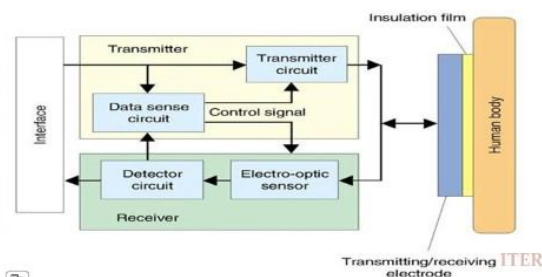 Insulation film
Transmitter
Transmitter
circuit
Data sense
circuit
Control signal
Interface
Human body
Detector
circuit
Electro-optic
sensor
Receiver
Transmitting/receiving
electrode
ITER